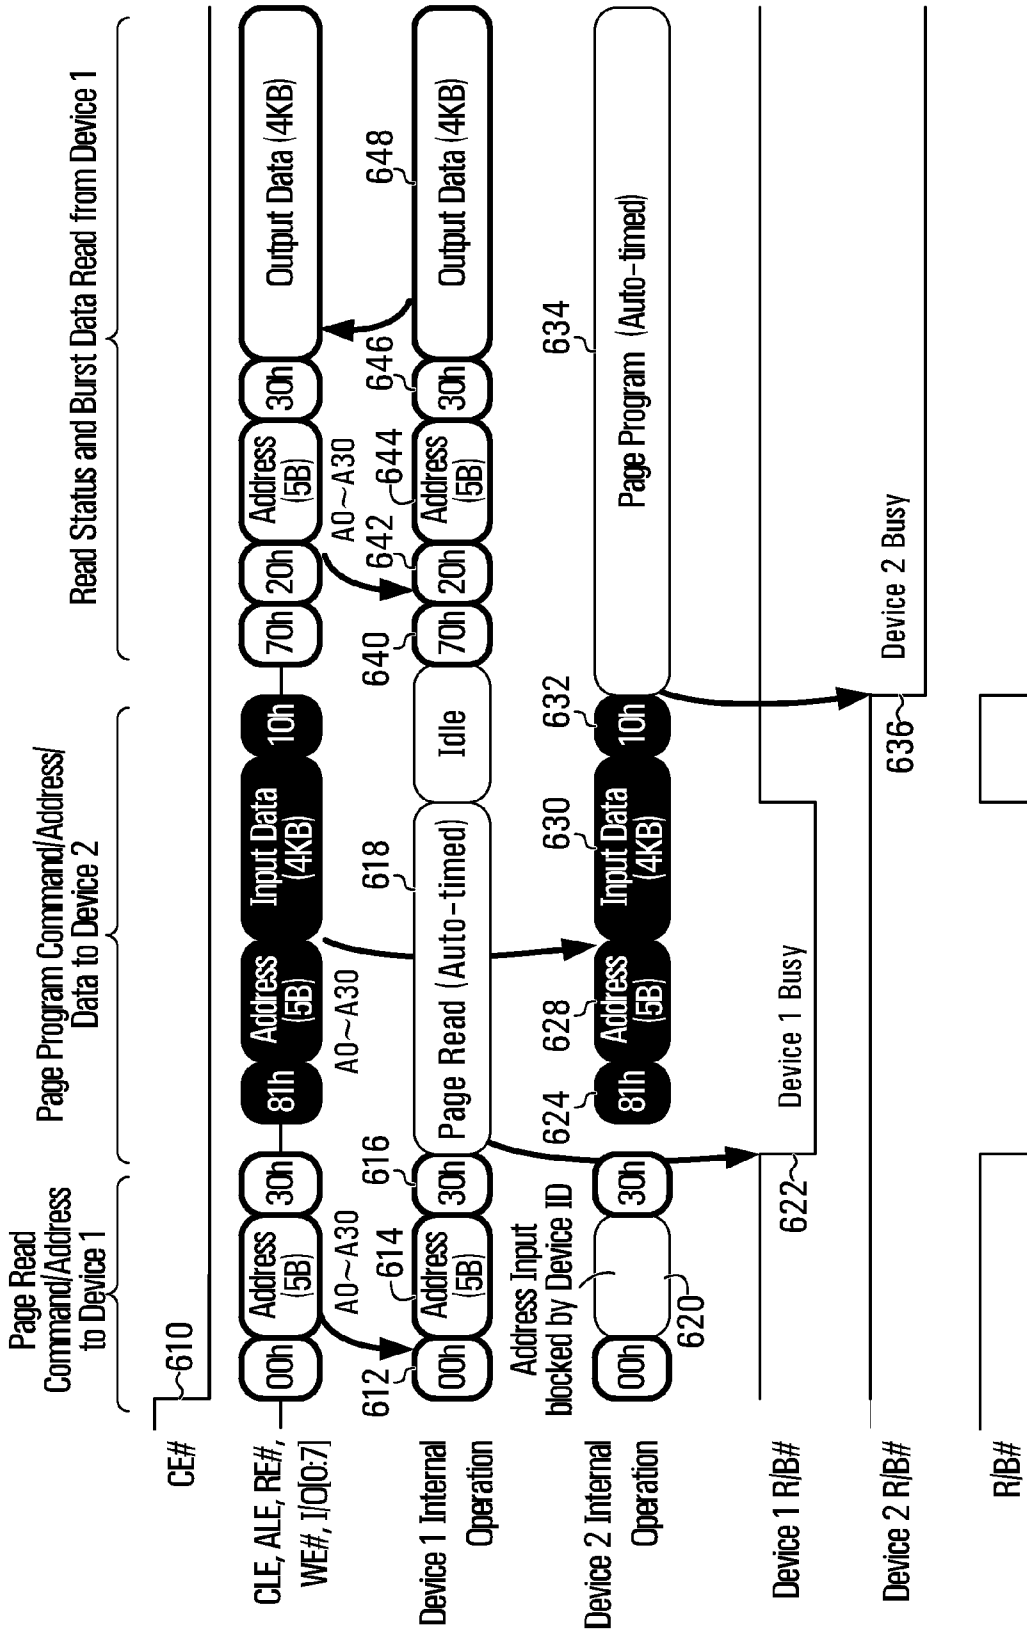 Page Read
Command/Address
to Device 1
Page Program Command/Address/
Data to Device 2
Read Status and Burst Data Read from Device 1
CE#
610
CLE, ALE, RE#,
WE#, I/O[0:7]
00h
Address
(5B)
30h
81h
Address
(5B)
Input Data
(4KB)
10h
70h
20h
Address
(5B)
30h
Output Data (4KB)
A0~A30
A0~A30
A0~A30
612
614
616
618
640
642
644
646
648
Device 1 Internal
Operation
00h
Address
(5B)
30h
Page Read (Auto-timed)
Idle
70h
20h
Address
(5B)
30h
Output Data (4KB)
Address Input
blocked by Device ID
624
628
630
632
634
Device 2 Internal
Operation
00h
30h
81h
Address
(5B)
Input Data
(4KB)
10h
Page Program (Auto-timed)
620
Device 1 R/B#
622
Device 1 Busy
Device 2 R/B#
636
Device 2 Busy
R/B#